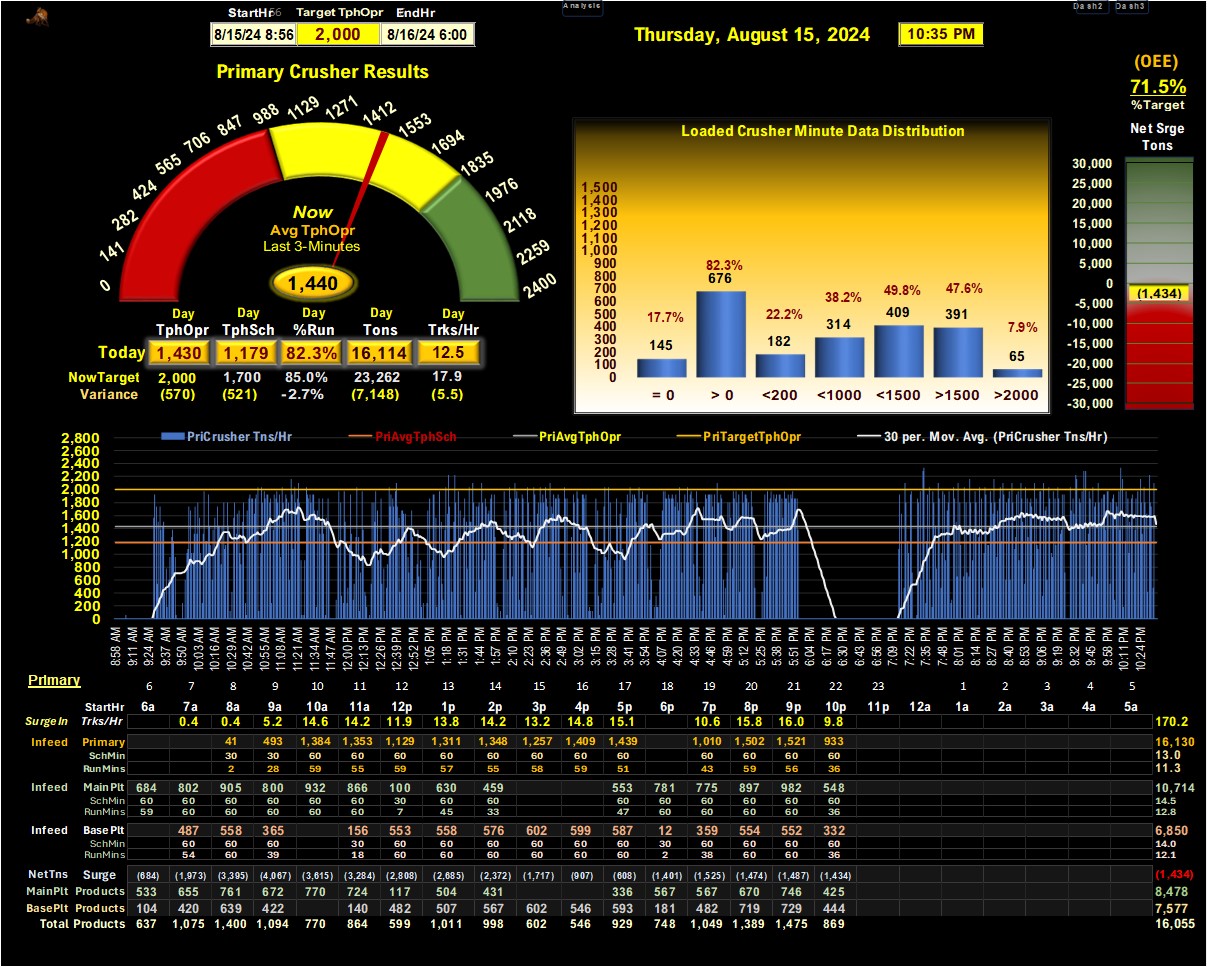 StartHr56 Target TphOpr EndHr
8/15/24 8:56 2,000 8/16/24 6:00
Analysis
Dash2 Dash3
Thursday, August 15, 2024 10:35 PM
(OEE)
71.5%
%Target
Net Srge
Tons
30,000
25,000
20,000
15,000
10,000
5,000
0
(1,434)
-5,000
-10,000
-15,000
-20,000
-25,000
-30,000
Primary Crusher Results
0 141 282 424 565 706 847 988 1129 1271 1412 1553 1694 1835 1976 2118 2259 2400
Now
Avg TphOpr
Last 3-Minutes
1,440
Day Day Day Day Day
TphOpr TphSch %Run Tons Trks/Hr
Today 1,430 1,179 82.3% 16,114 12.5
NowTarget 2,000 1,700 85.0% 23,262 17.9
Variance (570) (521) -2.7% (7,148) (5.5)
Loaded Crusher Minute Data Distribution
1,500
1,400
1,300
1,200
1,100
1,000
900
800
700
600
500
400
300
200
100
0
17.7% 82.3% 22.2% 38.2% 49.8% 47.6% 7.9%
145 676 182 314 409 391 65
= 0 > 0 <200 <1000 <1500 >1500 >2000
PriCrusher Tns/Hr PriAvgTphSch PriAvgTphOpr PriTargetTphOpr 30 per. Mov. Avg. (PriCrusher Tns/Hr)
2,800
2,600
2,400
2,200
2,000
1,800
1,600
1,400
1,200
1,000
800
600
400
200
0
8:58 AM 9:11 AM 9:24 AM 9:37 AM 9:50 AM 10:03 AM 10:16 AM 10:29 AM 10:42 AM 10:55 AM 11:08 AM 11:21 AM 11:34 AM 11:47 AM 12:00 PM 12:13 PM 12:26 PM 12:39 PM 12:52 PM 1:05 PM 1:18 PM 1:31 PM 1:44 PM 1:57 PM 2:10 PM 2:23 PM 2:36 PM 2:49 PM 3:02 PM 3:15 PM 3:28 PM 3:41 PM 3:54 PM 4:07 PM 4:20 PM 4:33 PM 4:46 PM 4:59 PM 5:12 PM 5:25 PM 5:38 PM 5:51 PM 6:04 PM 6:17 PM 6:30 PM 6:43 PM 6:56 PM 7:09 PM 7:22 PM 7:35 PM 7:48 PM 8:01 PM 8:14 PM 8:27 PM 8:40 PM 8:53 PM 9:06 PM 9:19 PM 9:32 PM 9:45 PM 9:58 PM 10:11 PM 10:24 PM
Primary
6 7 8 9 10 11 12 13 14 15 16 17 18 19 20 21 22 23 1 2 3 4 5
StartHr 6a 7a 8a 9a 10a 11a 12p 1p 2p 3p 4p 5p 6p 7p 8p 9p 10p 11p 12a 1a 2a 3a 4a 5a
SurgeIn Trks/Hr 0.4 0.4 5.2 14.6 14.2 11.9 13.8 14.2 13.2 14.8 15.1 10.6 15.8 16.0 9.8 170.2
Infeed Primary 41 493 1,384 1,353 1,129 1,311 1,348 1,257 1,409 1,439 1,010 1,502 1,521 933 16,130
SchMin 30 30 60 60 60 60 60 60 60 60 60 60 60 60 13.0
RunMins 2 28 59 55 59 57 55 58 59 51 43 59 56 36 11.3
Infeed MainPlt 684 802 905 800 932 866 100 630 459 553 781 775 897 982 548 10,714
SchMin 60 60 60 60 60 60 30 60 60 60 60 60 60 60 60 14.5
RunMins 59 60 60 60 60 60 7 45 33 47 60 60 60 60 36 12.8
Infeed BasePlt 487 558 365 156 553 558 576 602 599 587 12 359 554 552 332 6,850
SchMin 60 60 60 30 60 60 60 60 60 60 30 60 60 60 60 14.0
RunMins 54 60 39 18 60 60 60 60 60 60 2 38 60 60 36 12.1
NetTns Surge (684) (1,973) (3,395) (4,067) (3,615) (3,284) (2,808) (2,685) (2,372) (1,717) (907) (608) (1,401) (1,525) (1,474) (1,487) (1,434) (1,434)
MainPlt Products 533 655 761 672 770 724 117 504 431 336 567 567 670 746 425 8,478
BasePlt Products 104 420 639 422 140 482 507 567 602 546 593 181 482 719 729 444 7,577
Total Products 637 1,075 1,400 1,094 770 864 599 1,011 998 602 546 929 748 1,049 1,389 1,475 869 16,055